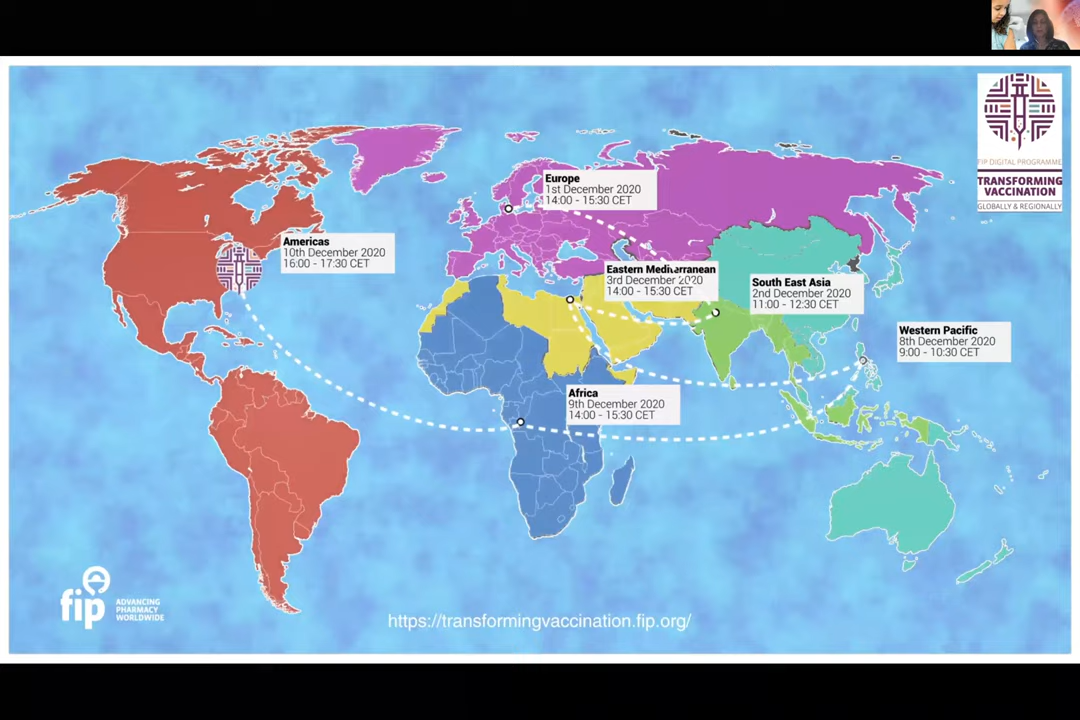 FIP DIGITAL PROGRAMME
TRANSFORMING
VACCINATION
GLOBALLY & REGIONALLY
Europe
1st December 2020
14:00 - 15:30 CET
Americas
10th December 2020
16:00 - 17:30 CET
Eastern Mediterranean
3rd December 2020
14:00 - 15:30 CET
South East Asia
2nd December 2020
11:00 - 12:30 CET
Western Pacific
8th December 2020
9:00 - 10:30 CET
Africa
9th December 2020
14:00 - 15:30 CET
fip
ADVANCING
PHARMACY
WORLDWIDE
https://transformingvaccination.fip.org/